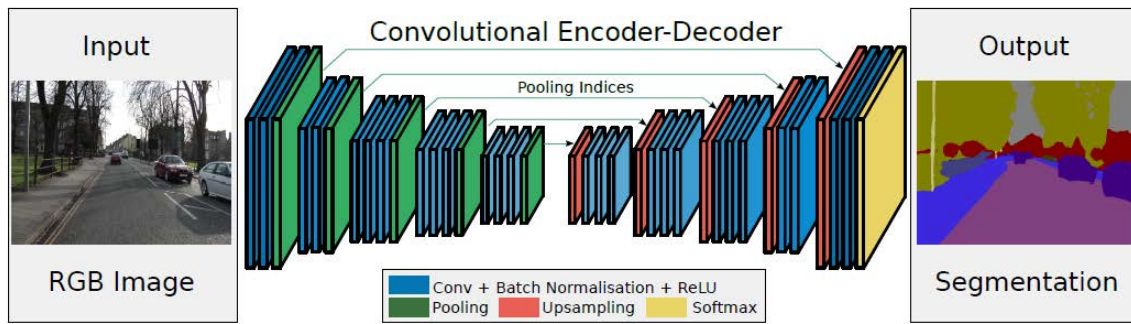 Input
RGB Image
Convolutional Encoder-Decoder
Pooling Indices
Conv + Batch Normalisation + ReLU
Pooling Upsampling Softmax
Output
Segmentation